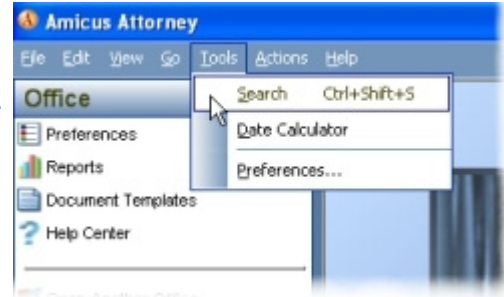 Amicus Attorney
File Edit View Go Tools Actions Help
Office
Search Ctrl+Shift+S
Date Calculator
Preferences...
Preferences
Reports
Document Templates
Help Center